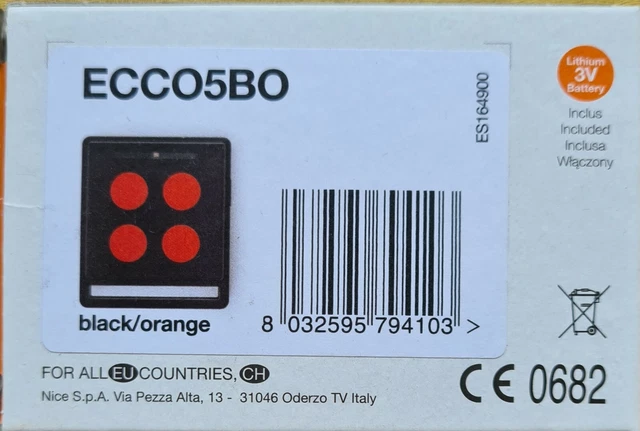 ECCO5BO
ES164900
Lithium
3V
Battery
Inclus
Included
Inclusa
Włączony
black/orange
8 032595 794103 >
FOR ALL EU COUNTRIES, CH
Nice S.p.A. Via Pezza Alta, 13 - 31046 Oderzo TV Italy
CE 0682